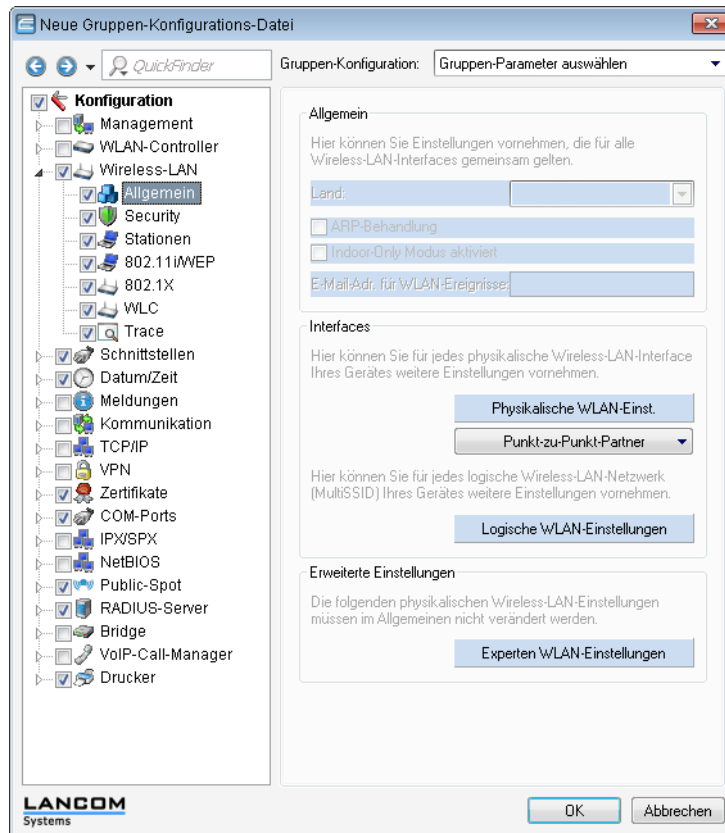 Neue Gruppen-Konfigurations-Datei
QuickFinder
Gruppen-Konfiguration: Gruppen-Parameter auswählen
Konfiguration
Management
WLAN-Controller
Wireless-LAN
Allgemein
Security
Stationen
802.11i/WEP
802.1X
WLC
Trace
Schnittstellen
Datum/Zeit
Meldungen
Kommunikation
TCP/IP
VPN
Zertifikate
COM-Ports
IPX/SPX
NetBIOS
Public-Spot
RADIUS-Server
Bridge
VoIP-Call-Manager
Drucker
Allgemein
Hier können Sie Einstellungen vornehmen, die für alle
Wireless-LAN-Interfaces gemeinsam gelten.
Land:
ARP-Behandlung
Indoor-Only Modus aktiviert
E-Mail-Adr. für WLAN-Ereignisse:
Interfaces
Hier können Sie für jedes physikalische Wireless-LAN-Interface
Ihres Gerätes weitere Einstellungen vornehmen.
Physikalische WLAN-Einst.
Punkt-zu-Punkt-Partner
Hier können Sie für jedes logische Wireless-LAN-Netzwerk
(MultiSSID) Ihres Gerätes weitere Einstellungen vornehmen.
Logische WLAN-Einstellungen
Erweiterte Einstellungen
Die folgenden physikalischen Wireless-LAN-Einstellungen
müssen im Allgemeinen nicht verändert werden.
Experten WLAN-Einstellungen
LANCOM
Systems
OK
Abbrechen